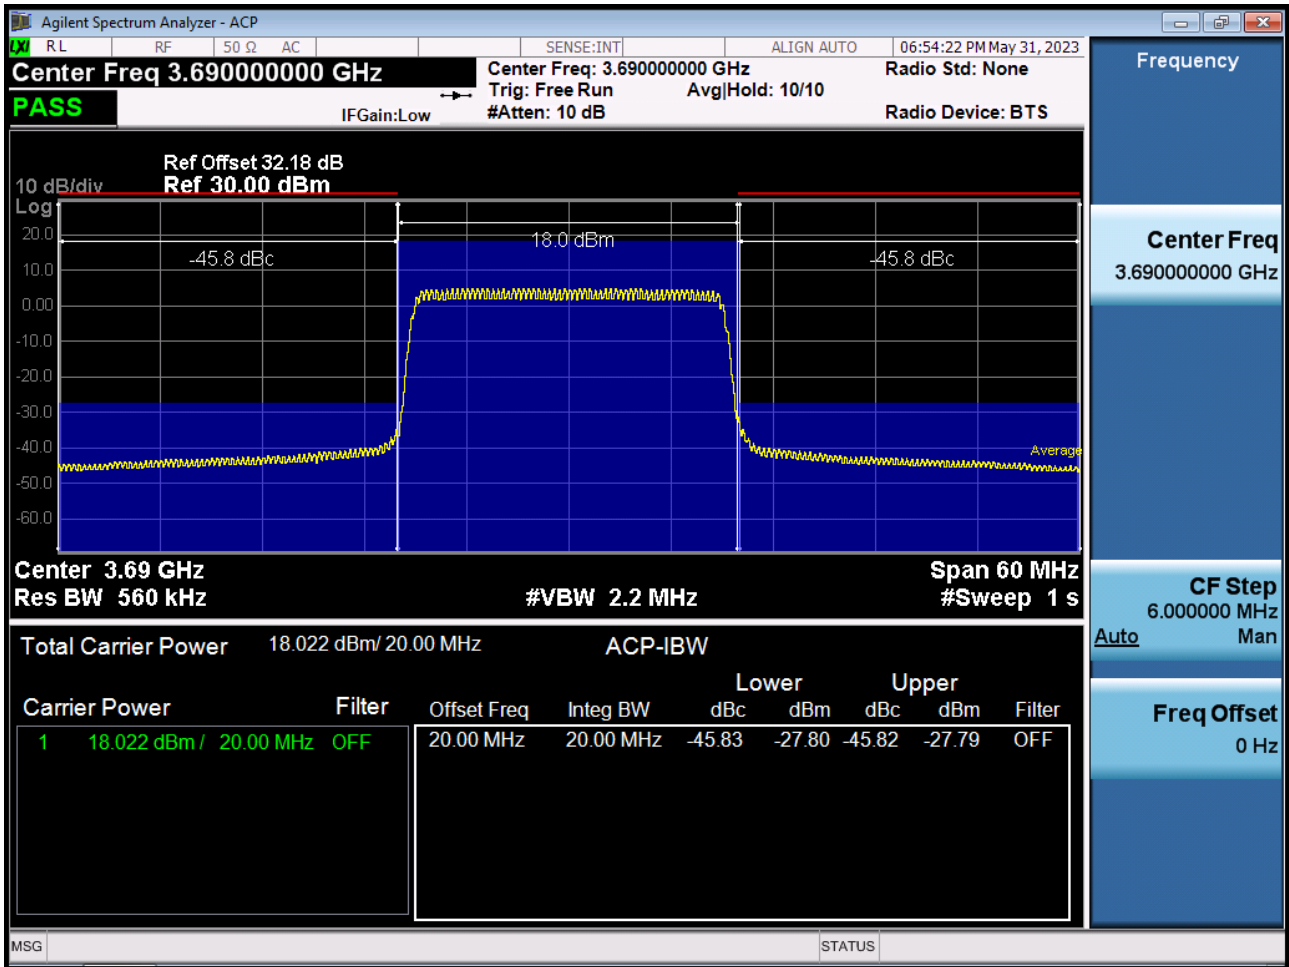 Agilent Spectrum Analyzer - ACP
LXI RL RF 50 Ω AC SENSE:INT ALIGN AUTO 06:54:22 PM May 31, 2023
Center Freq 3.690000000 GHz
Center Freq: 3.690000000 GHz
Radio Std: None
Trig: Free Run Avg|Hold: 10/10
PASS
IFGain:Low
#Atten: 10 dB
Radio Device: BTS
Ref Offset 32.18 dB
10 dB/div Ref 30.00 dBm
Log
20.0
10.0
0.00
-10.0
-20.0
-30.0
-40.0
-50.0
-60.0
-45.8 dBc
18.0 dBm
-45.8 dBc
Average
Center 3.69 GHz Span 60 MHz
Res BW 560 kHz #VBW 2.2 MHz #Sweep 1 s
Total Carrier Power 18.022 dBm/ 20.00 MHz ACP-IBW
Lower Upper
Carrier Power Filter Offset Freq Integ BW dBc dBm dBc dBm Filter
1 18.022 dBm / 20.00 MHz OFF 20.00 MHz 20.00 MHz -45.83 -27.80 -45.82 -27.79 OFF
MSG STATUS
Frequency
Center Freq
3.690000000 GHz
CF Step
6.000000 MHz
Auto Man
Freq Offset
0 Hz